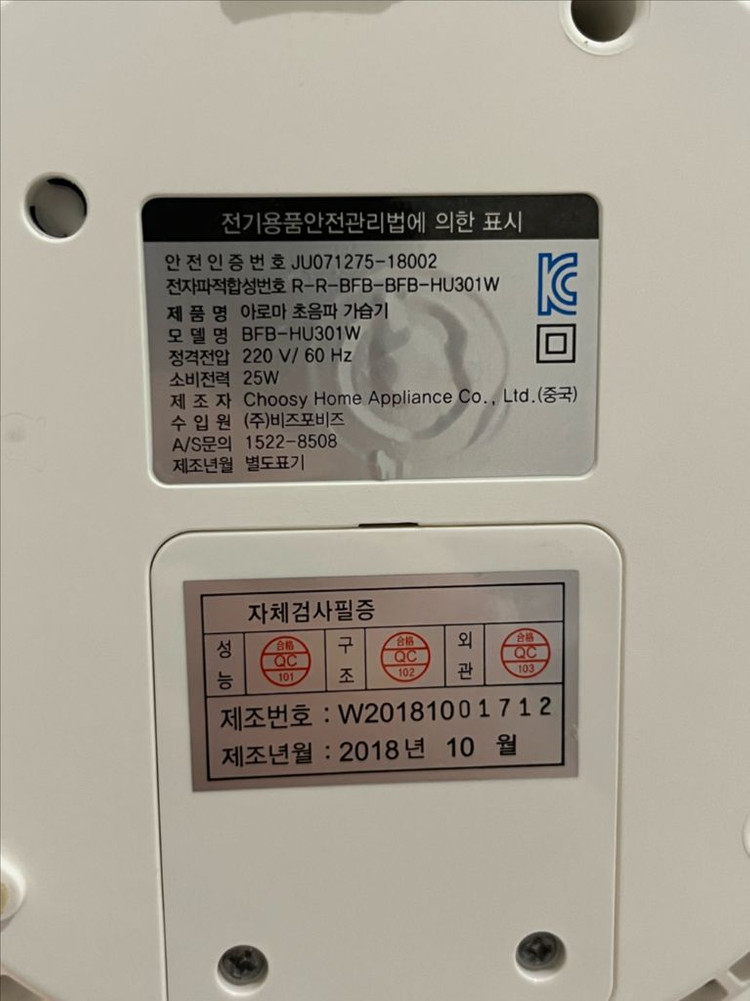 전기용품안전관리법에 의한 표시
안전인증번호 JU071275-18002
전자파적합성번호 R-R-BFB-BFB-HU301W
제 품 명 아로마 초음파 가습기
모 델 명 BFB-HU301W
정격전압 220 V/ 60 Hz
소비전력 25W
제 조 자 Choosy Home Appliance Co., Ltd.(중국)
수 입 원 (주)비즈포비즈
A/S문의 1522-8508
제조년월 별도표기
자체검사필증
성능 合格 QC 101 구조 合格 QC 102 외관 合格 QC 103
제조번호 : W201810001712
제조년월 : 2018년 10 월